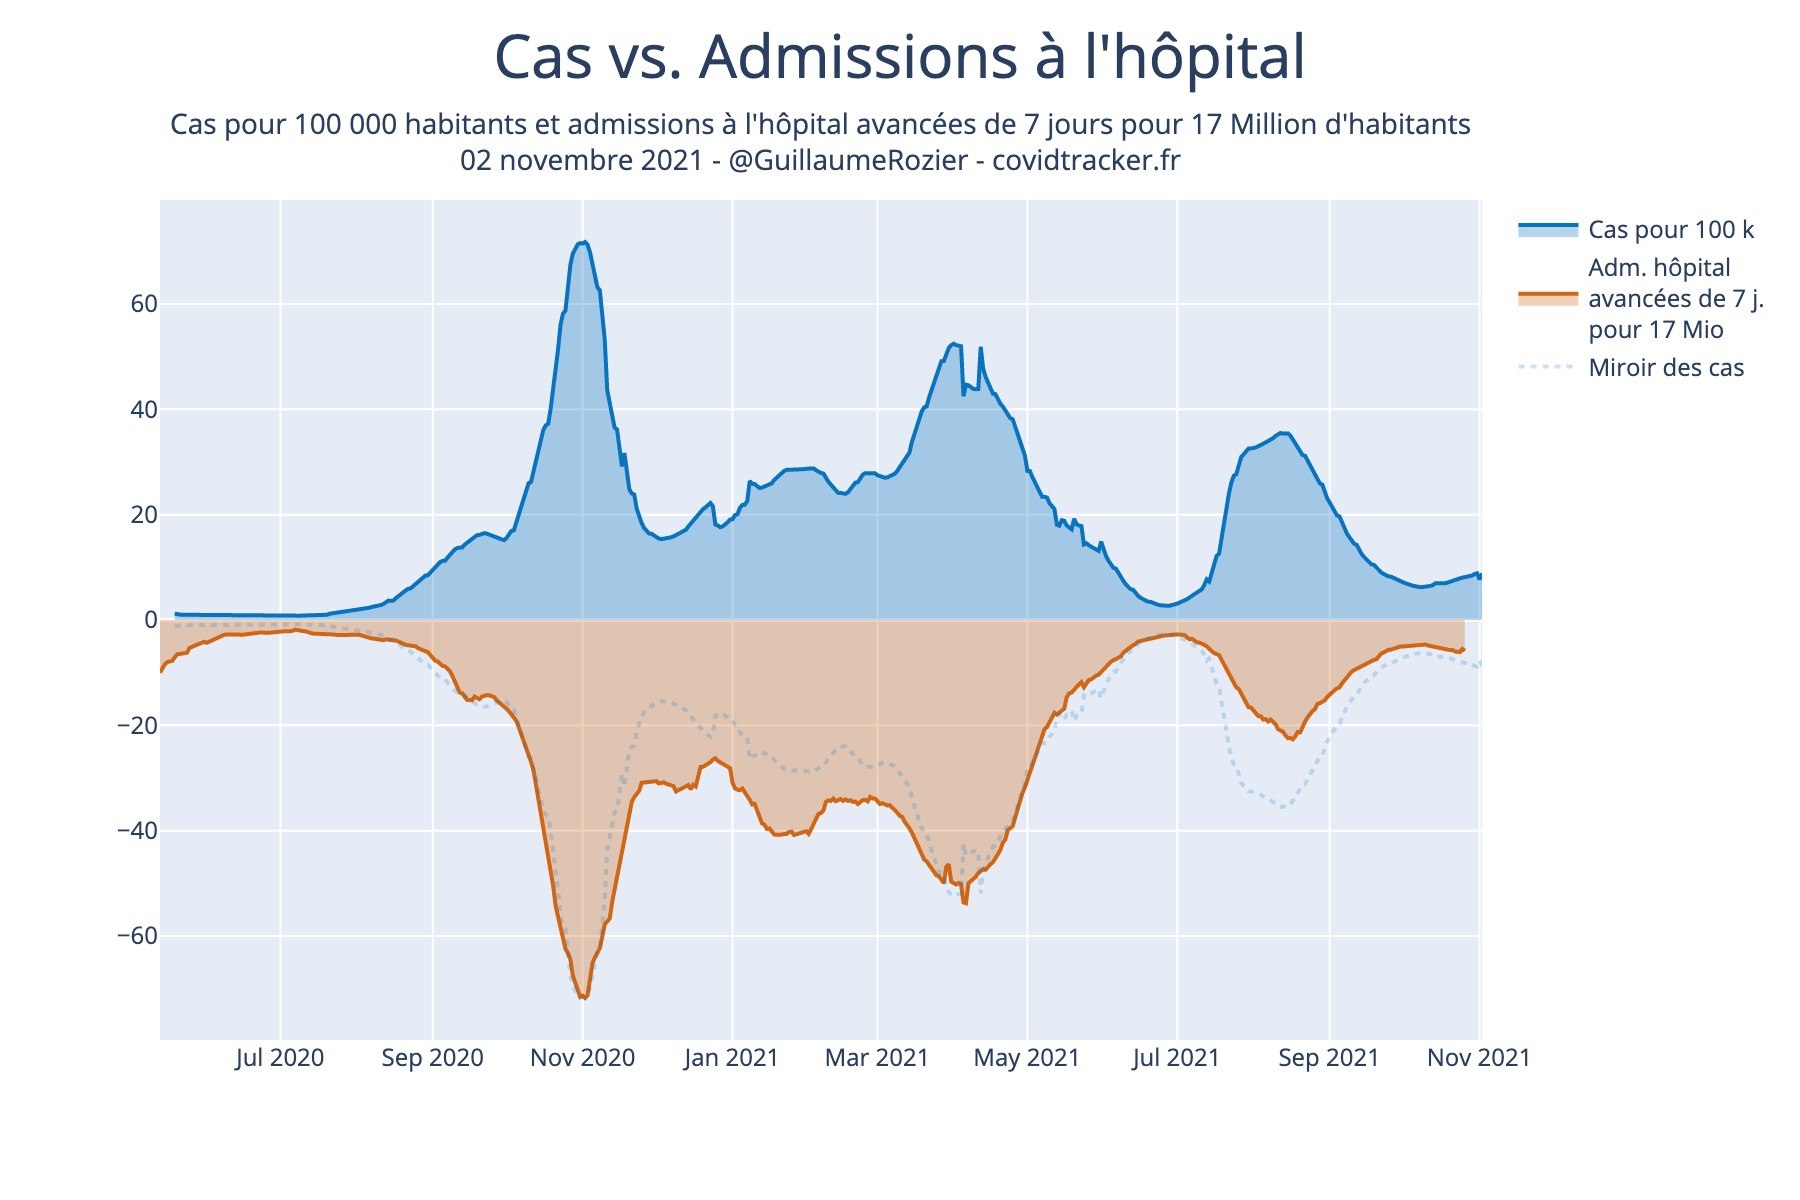 Cas vs. Admissions à l'hôpital
Cas pour 100 000 habitants et admissions à l'hôpital avancées de 7 jours pour 17 Million d'habitants
02 novembre 2021 - @GuillaumeRozier - covidtracker.fr
Cas pour 100 k
Adm. hôpital
avancées de 7 j.
pour 17 Mio
Miroir des cas
60
40
20
0
−20
−40
−60
Jul 2020
Sep 2020
Nov 2020
Jan 2021
Mar 2021
May 2021
Jul 2021
Sep 2021
Nov 2021